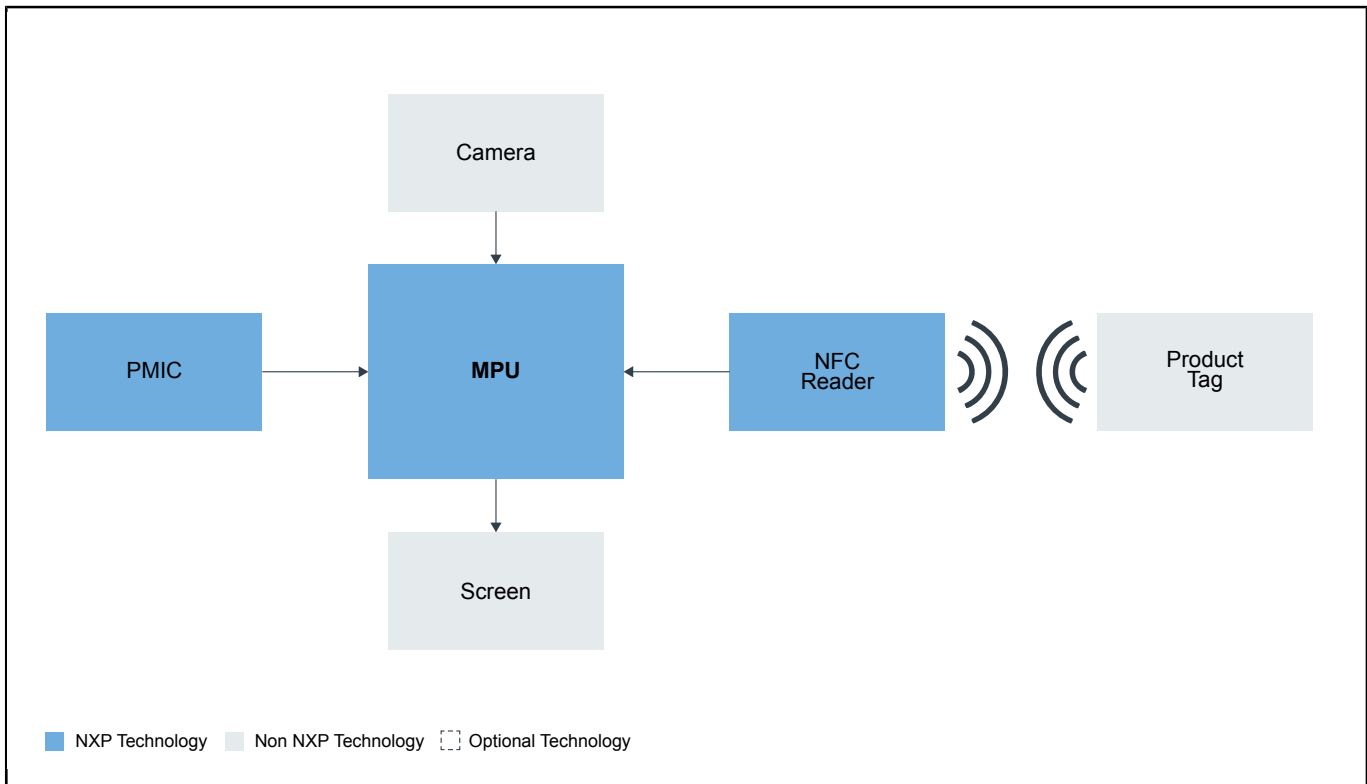 Camera
PMIC
MPU
NFC
Reader
Product
Tag
Screen
NXP Technology
Non NXP Technology
Optional Technology